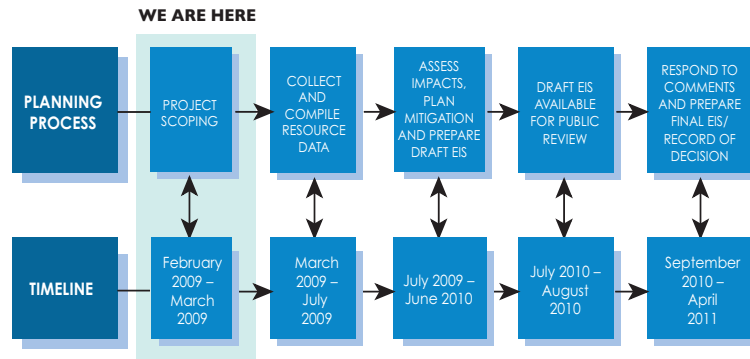 WE ARE HERE
PLANNING
PROCESS
PROJECT
SCOPING
COLLECT
AND
COMPILE
RESOURCE
DATA
ASSESS
IMPACTS,
PLAN
MITIGATION
AND PREPARE
DRAFT EIS
DRAFT EIS
AVAILABLE
FOR PUBLIC
REVIEW
RESPOND TO
COMMENTS
AND PREPARE
FINAL EIS/
RECORD OF
DECISION
TIMELINE
February
2009 –
March
2009
March
2009 –
July
2009
July 2009 –
June 2010
July 2010 –
August
2010
September
2010 –
April
2011